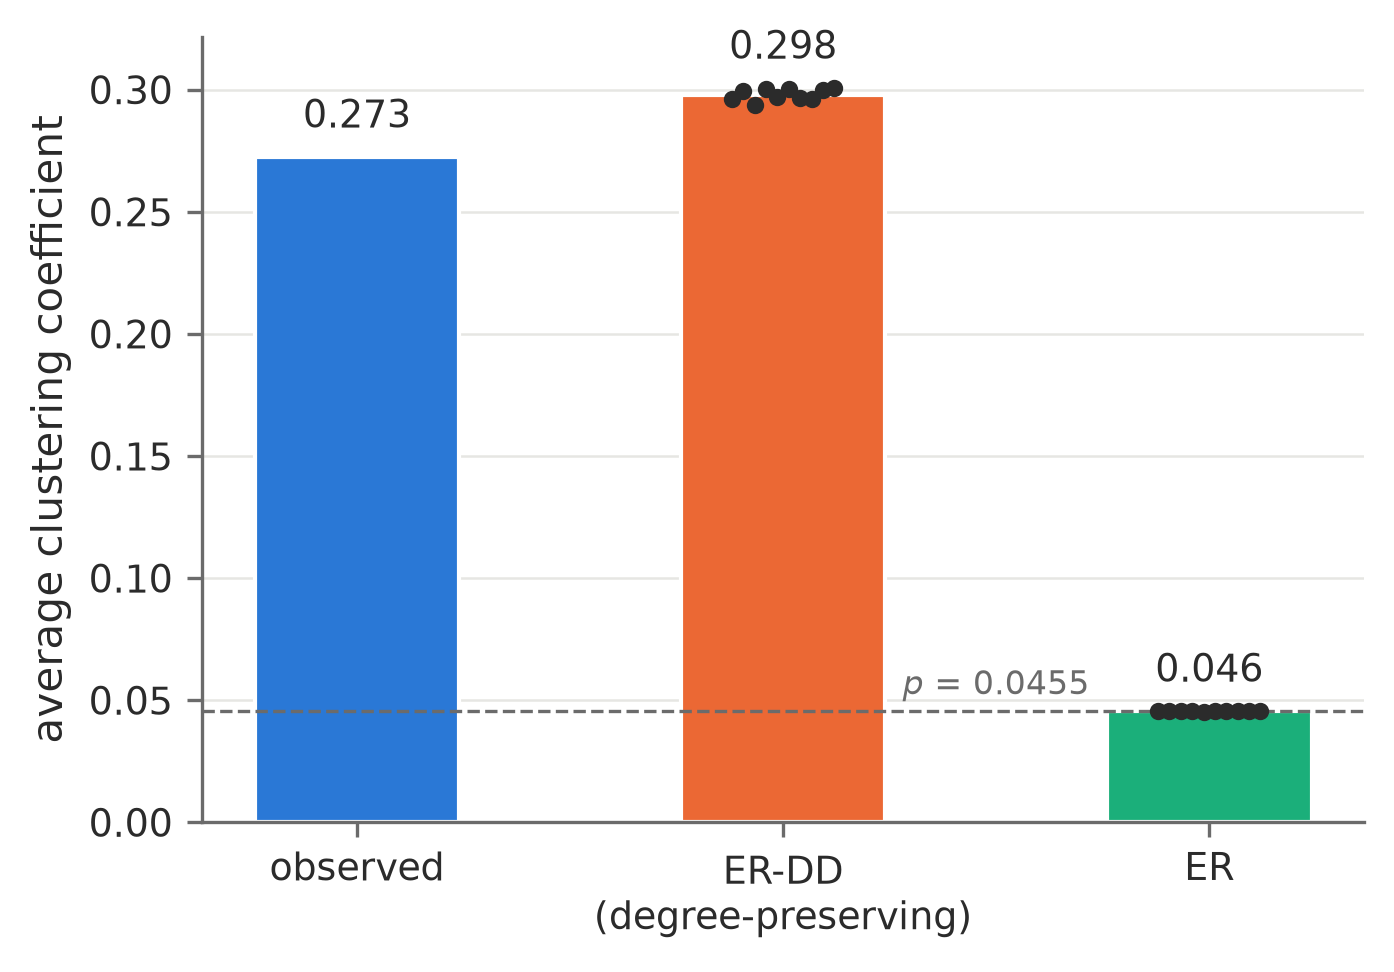 average clustering coefficient
0.30
0.25
0.20
0.15
0.10
0.05
0.00
0.273
0.298
0.046
p = 0.0455
observed
ER-DD
(degree-preserving)
ER